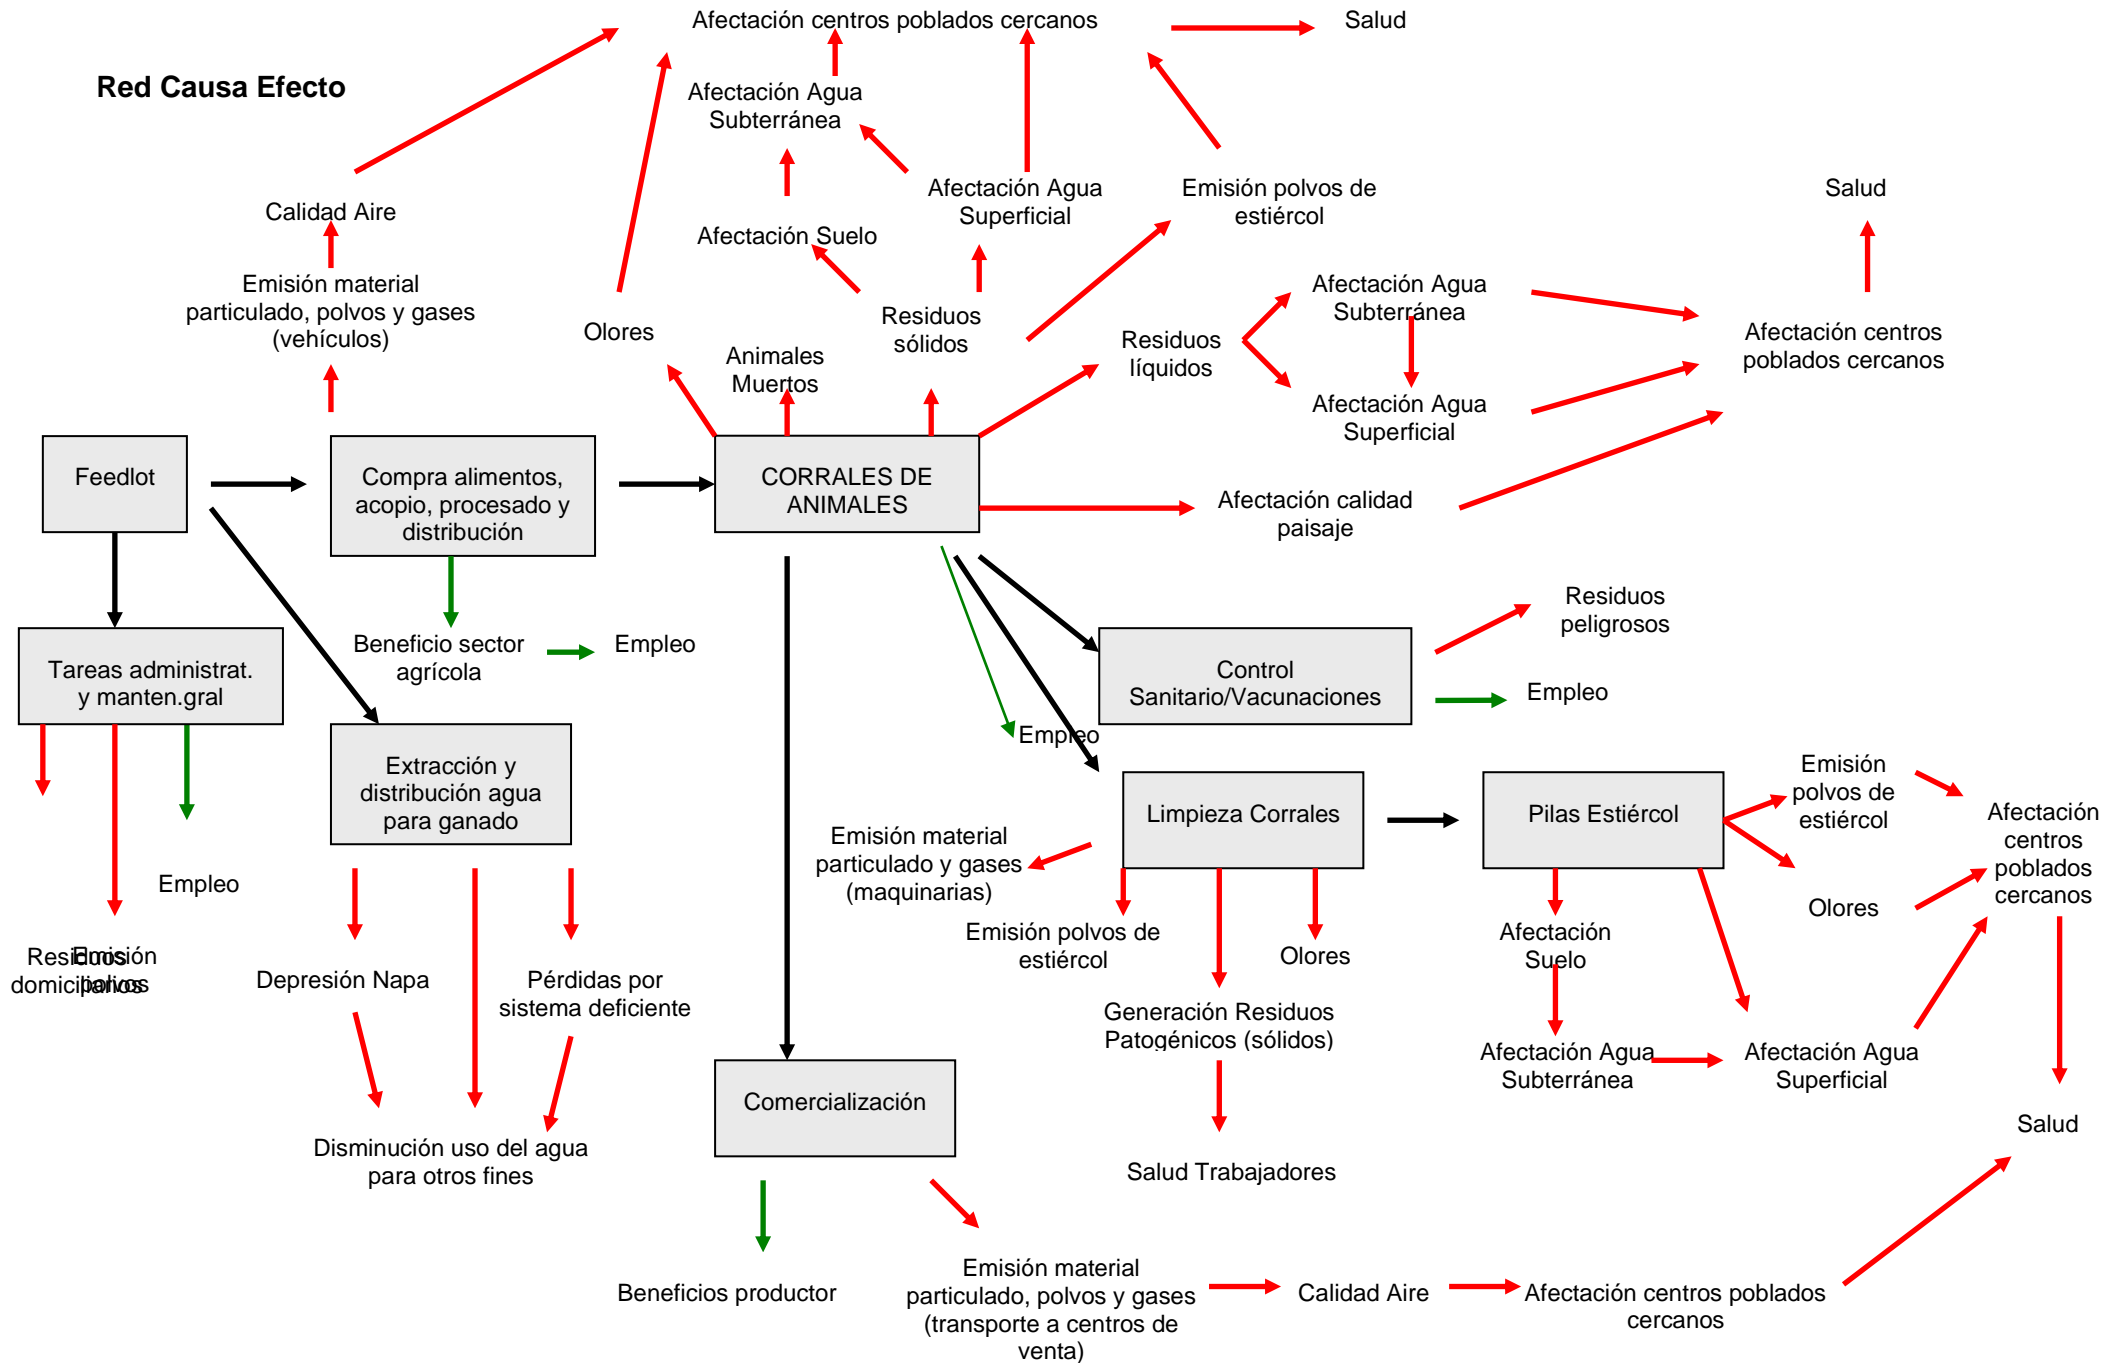 Afectación centros poblados cercanos
Salud
Red Causa Efecto
Afectación Agua
Subterránea
Calidad Aire
Afectación Suelo
Afectación Agua
Superficial
Emisión polvos de
estiércol
Salud
Emisión material
particulado, polvos y gases
(vehículos)
Olores
Animales
Muertos
Residuos
sólidos
Residuos
líquidos
Afectación Agua
Subterránea
Afectación Agua
Superficial
Afectación centros
poblados cercanos
Feedlot
Compra alimentos,
acopio, procesado y
distribución
CORRALES DE
ANIMALES
Afectación calidad
paisaje
Residuos
peligrosos
Beneficio sector
agrícola
Empleo
Tareas administrat.
y manten.gral
Control
Sanitario/Vacunaciones
Empleo
Empleo
Extracción y
distribución agua
para ganado
Limpieza Corrales
Pilas Estiércol
Emisión
polvos de
estiércol
Afectación
centros
poblados
cercanos
Emisión material
particulado y gases
(maquinarias)
Empleo
Olores
Emisión polvos de
estiércol
Olores
Afectación
Suelo
Residuos
domiciliarios
Emisión
polvos
Depresión Napa
Pérdidas por
sistema deficiente
Generación Residuos
Patogénicos (sólidos)
Afectación Agua
Subterránea
Afectación Agua
Superficial
Comercialización
Salud
Disminución uso del agua
para otros fines
Salud Trabajadores
Beneficios productor
Emisión material
particulado, polvos y gases
(transporte a centros de
venta)
Calidad Aire
Afectación centros poblados
cercanos